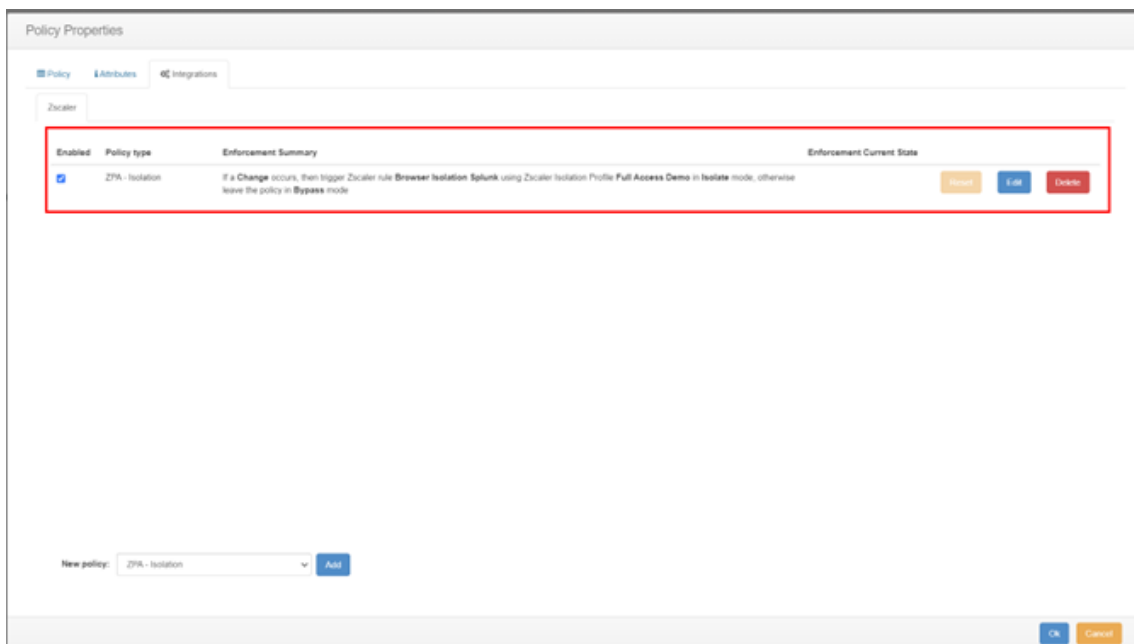 Policy Properties
Policy Attributes Integrations
Zscaler
Enabled Policy type Enforcement Summary Enforcement Current State
ZPA - Isolation If a Change occurs, then trigger Zscaler rule Browser Isolation Splunk using Zscaler Isolation Profile Full Access Demo in Isolate mode, otherwise Reset Edit Delete
leave the policy in Bypass mode
New policy: ZPA - Isolation Add
Ok Cancel